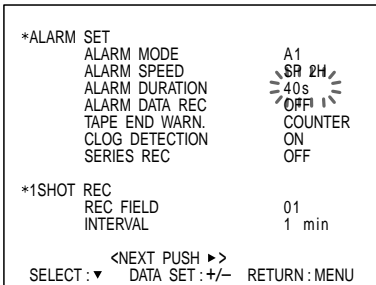 *ALARM SET
ALARM MODE A1
ALARM SPEED SP 2H
ALARM DURATION 40s
ALARM DATA REC OFF
TAPE END WARN. COUNTER
CLOG DETECTION ON
SERIES REC OFF
*1SHOT REC
REC FIELD 01
INTERVAL 1 min
<NEXT PUSH ►>
SELECT:▼ DATA SET:+/– RETURN:MENU